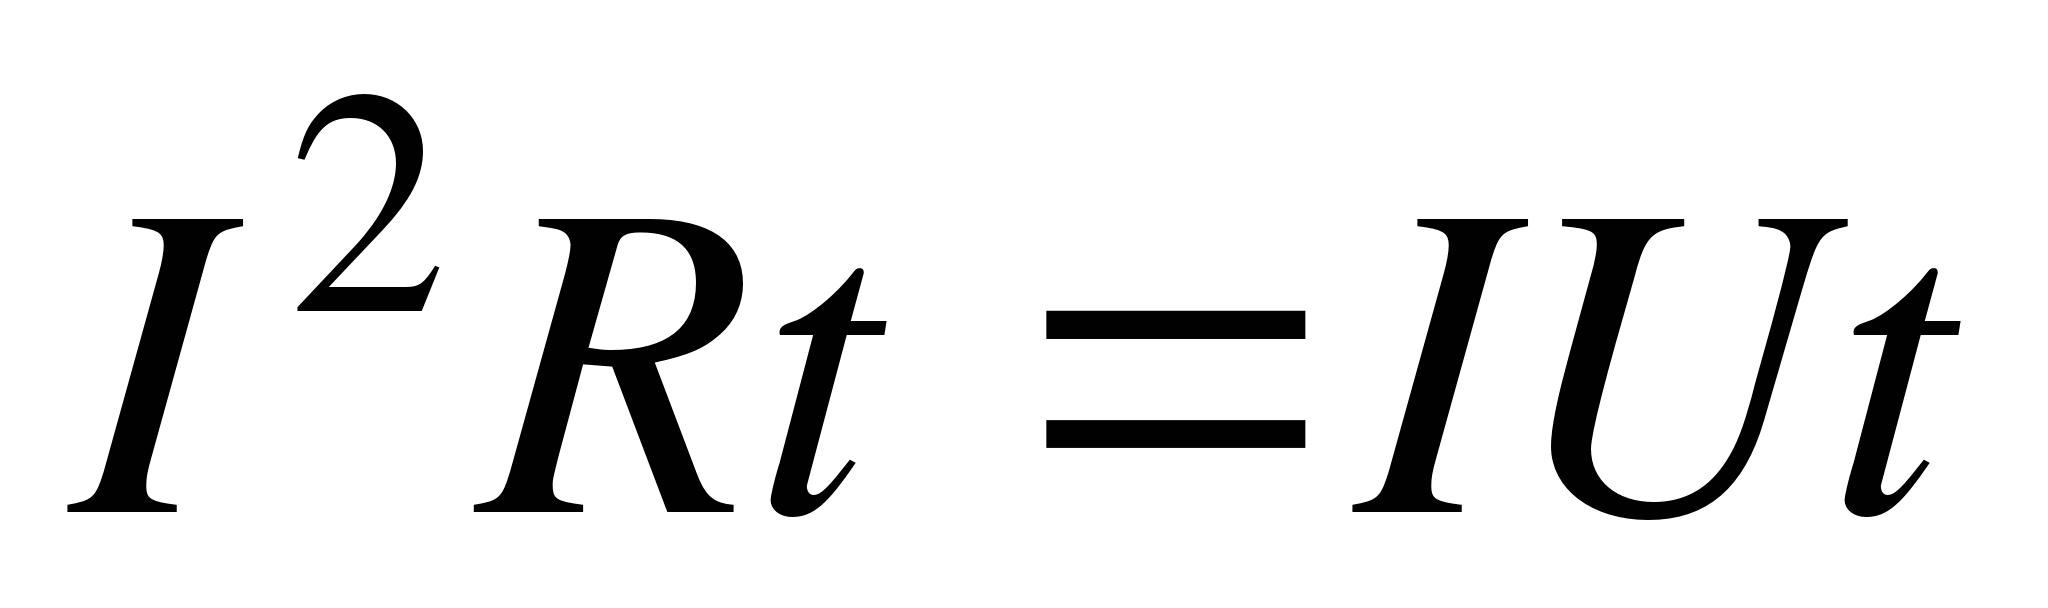 I²Rt = IUt